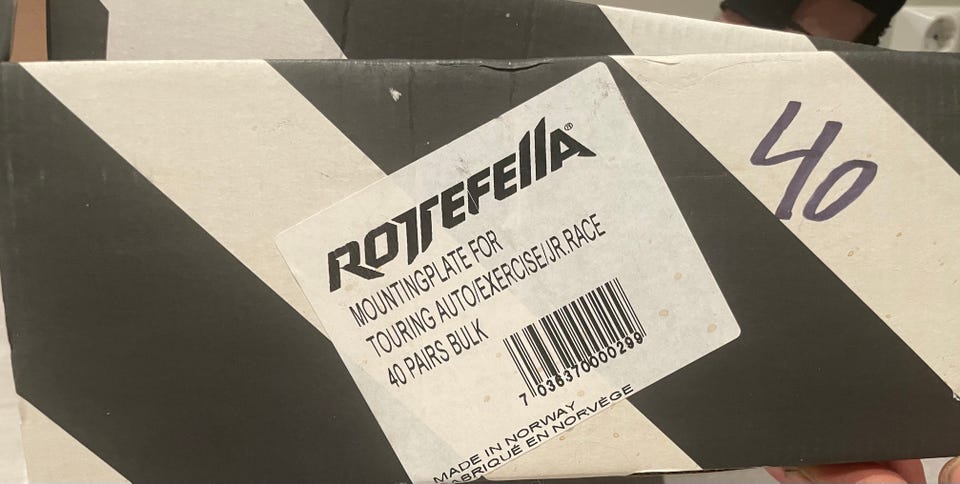 ROTTEFELLA®
MOUNTINGPLATE FOR
TOURING AUTO/EXERCISE/JR.RACE
40 PAIRS BULK
7 036370 000299
MADE IN NORWAY
FABRIQUÉ EN NORVÉGE
40